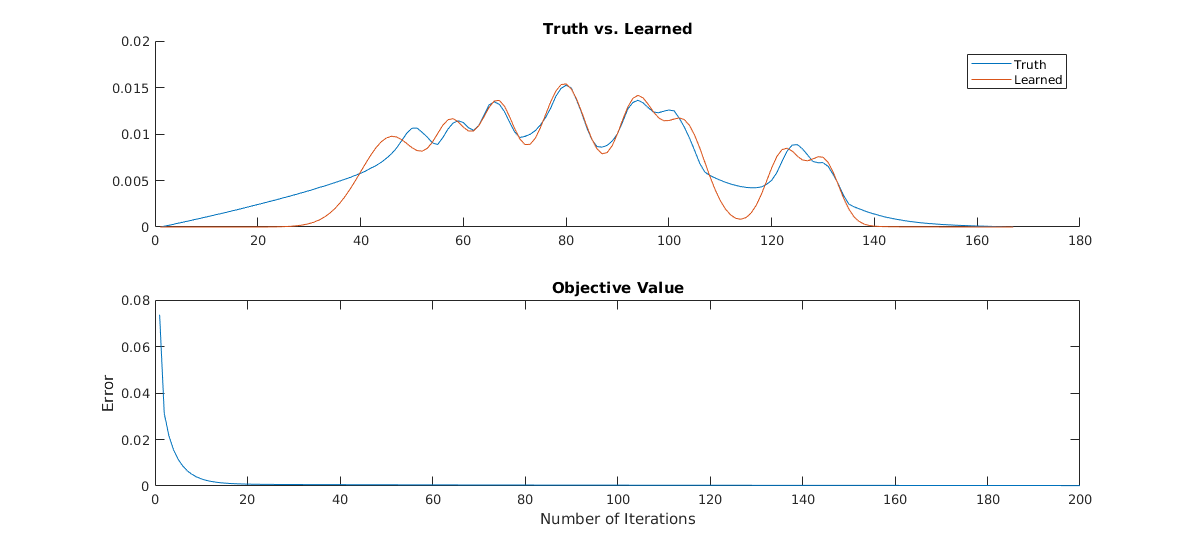 Truth vs. Learned
0.02
0.015
0.01
0.005
0
Truth
Learned
0 20 40 60 80 100 120 140 160 180
Objective Value
0.08
0.06
0.04
0.02
0
Error
0 20 40 60 80 100 120 140 160 180 200
Number of Iterations